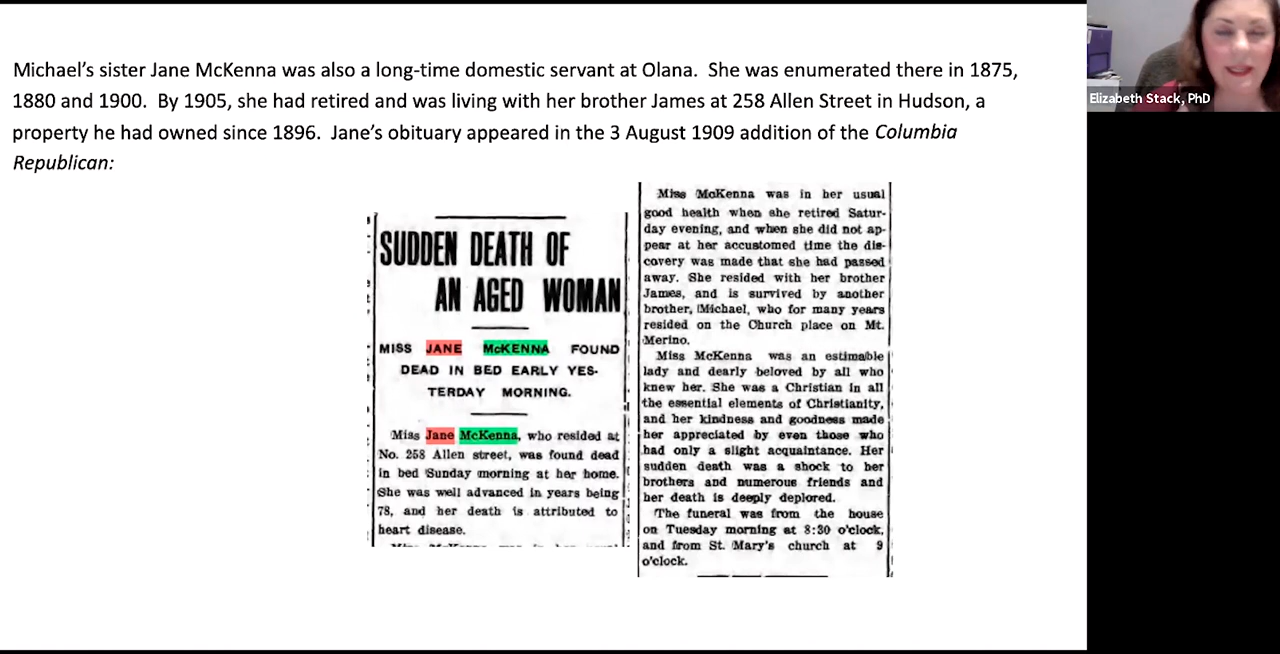 Michael's sister Jane McKenna was also a long-time domestic servant at Olana. She was enumerated there in 1875,
1880 and 1900. By 1905, she had retired and was living with her brother James at 258 Allen Street in Hudson, a
property he had owned since 1896. Jane's obituary appeared in the 3 August 1909 addition of the Columbia
Republican:
SUDDEN DEATH OF
AN AGED WOMAN
MISS JANE McKENNA FOUND
DEAD IN BED EARLY YES-
TERDAY MORNING.
Miss Jane McKenna, who resided at
No. 258 Allen street, was found dead
in bed Sunday morning at her home.
She was well advanced in years being
78, and her death is attributed to
heart disease.
Miss McKenna was in her usual
good health when she retired Satur-
day evening, and when she did not ap-
pear at her accustomed time the dis-
covery was made that she had passed
away. She resided with her brother
James, and is survived by another
brother, Michael, who for many years
resided on the Church place on Mt.
Merino.
Miss McKenna was an estimable
lady and dearly beloved by all who
knew her. She was a Christian in all
the essential elements of Christianity,
and her kindness and goodness made
her appreciated by even those who
had only a slight acquaintance. Her
sudden death was a shock to her
brothers and numerous friends and
her death is deeply deplored.
The funeral was from the house
on Tuesday morning at 8:30 o'clock,
and from St. Mary's church at 9
o'clock.
Elizabeth Stack, PhD